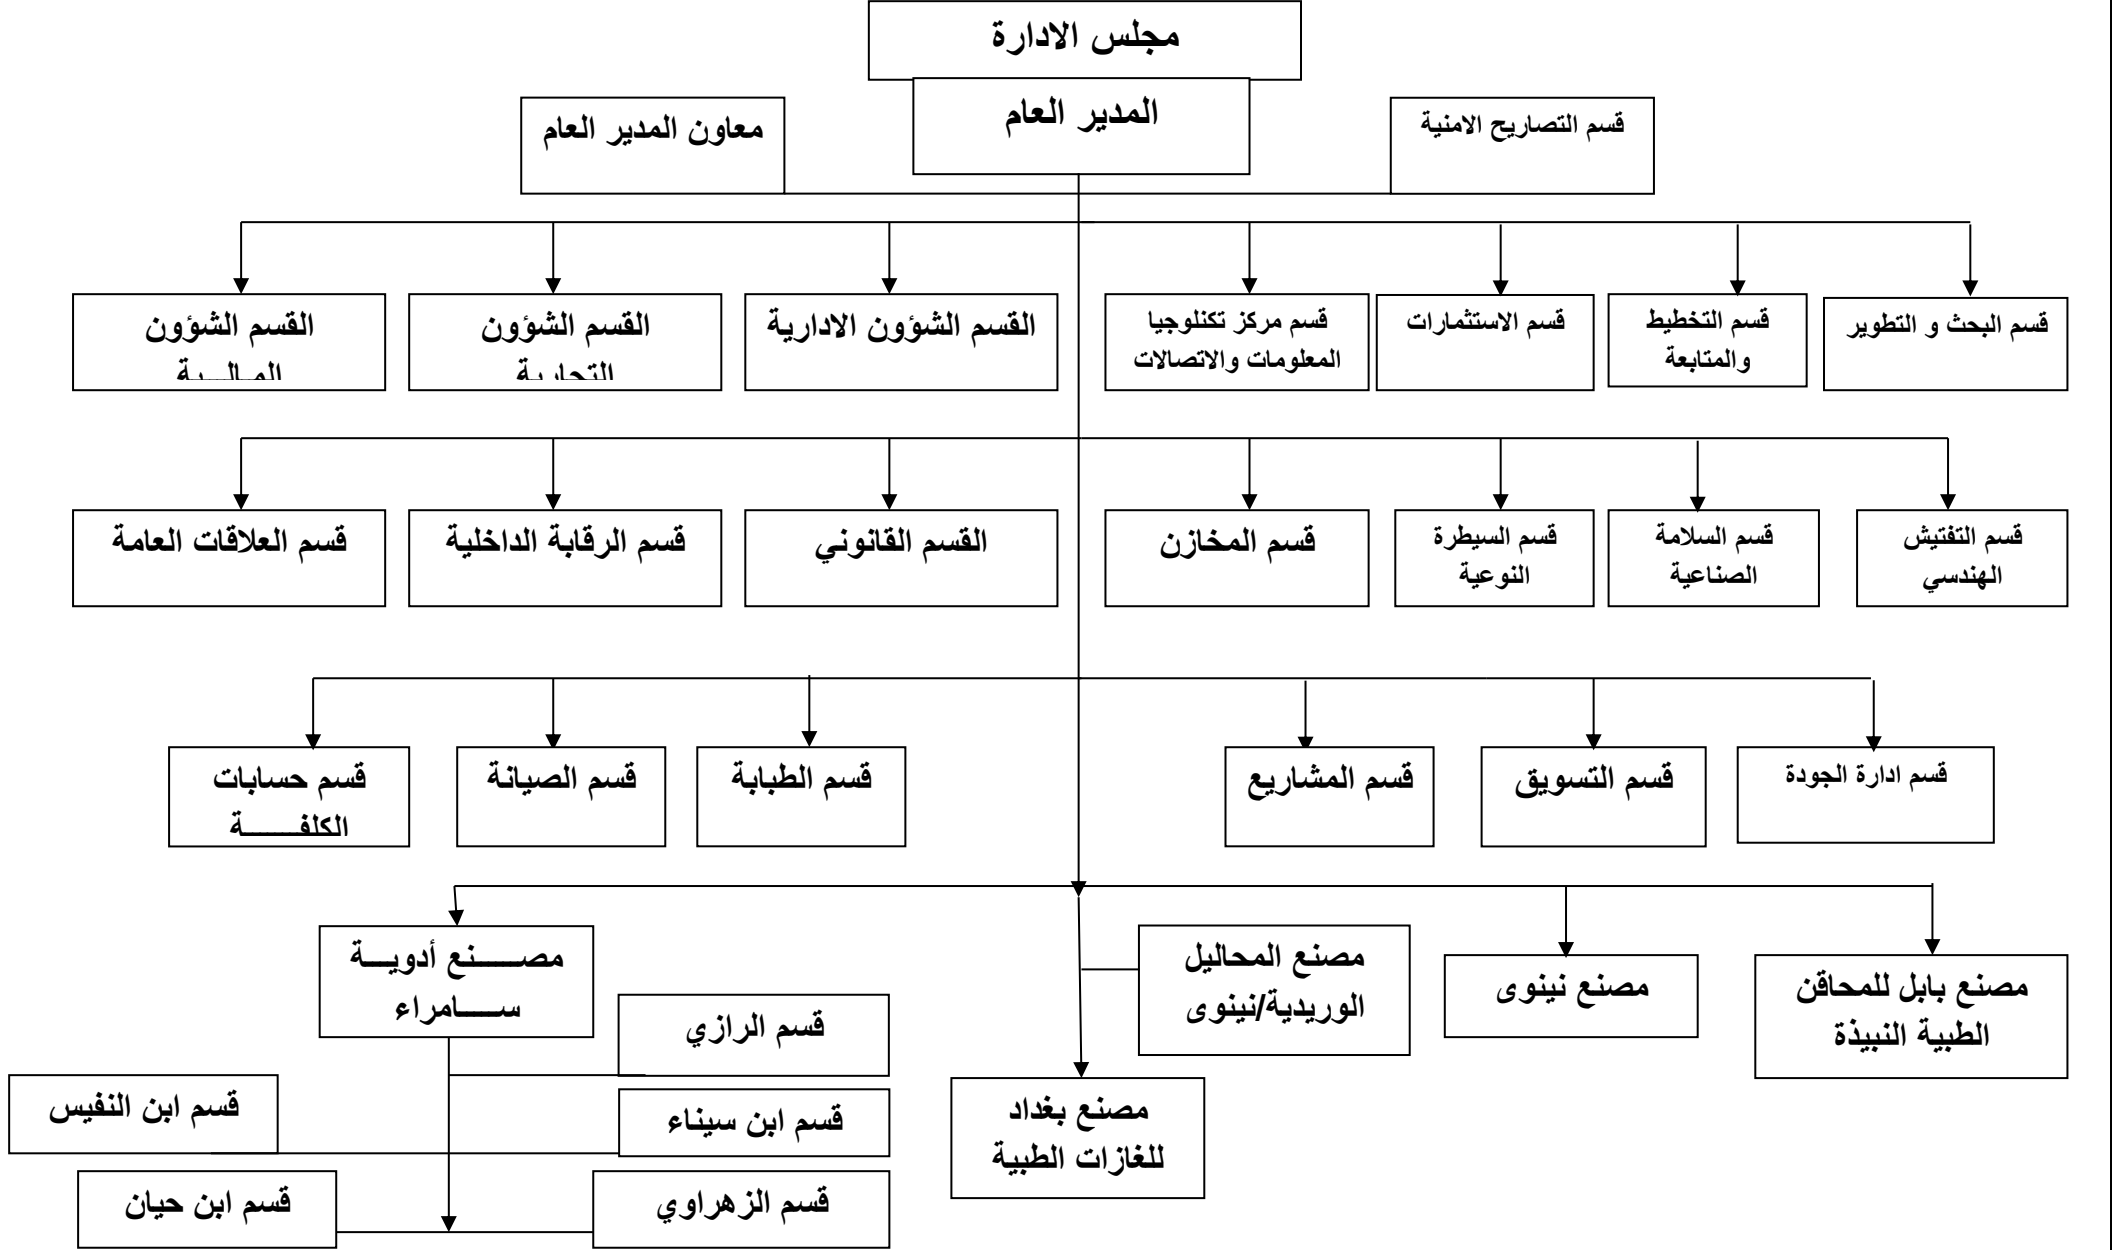 مجلس الادارة
المدير العام
قسم التصاريح الامنية
معاون المدير العام
قسم البحث و التطوير
قسم التخطيط
والمتابعة
قسم الاستثمارات
قسم مركز تكنلوجيا
المعلومات والاتصالات
القسم الشؤون الادارية
القسم الشؤون
التجارية
القسم الشؤون
المـالـــية
قسم التفتيش
الهندسي
قسم السلامة
الصناعية
قسم السيطرة
النوعية
قسم المخازن
القسم القانوني
قسم الرقابة الداخلية
قسم العلاقات العامة
قسم ادارة الجودة
قسم التسويق
قسم المشاريع
قسم الطبابة
قسم الصيانة
قسم حسابات
الكلفـــــــة
مصنع بابل للمحاقن
الطبية النبيذة
مصنع نينوى
مصنع المحاليل
الوريدية/نينوى
مصنع بغداد
للغازات الطبية
مصـــــنع أدويـــة
ســـــامراء
قسم الرازي
قسم ابن سيناء
قسم ابن النفيس
قسم الزهراوي
قسم ابن حيان